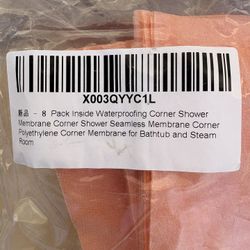 X003QYYC1L
新品 - 8 Pack Inside Waterproofing Corner Shower
Membrane Corner Shower Seamless Membrane Corner
Polyethylene Corner Membrane for Bathtub and Steam
Room